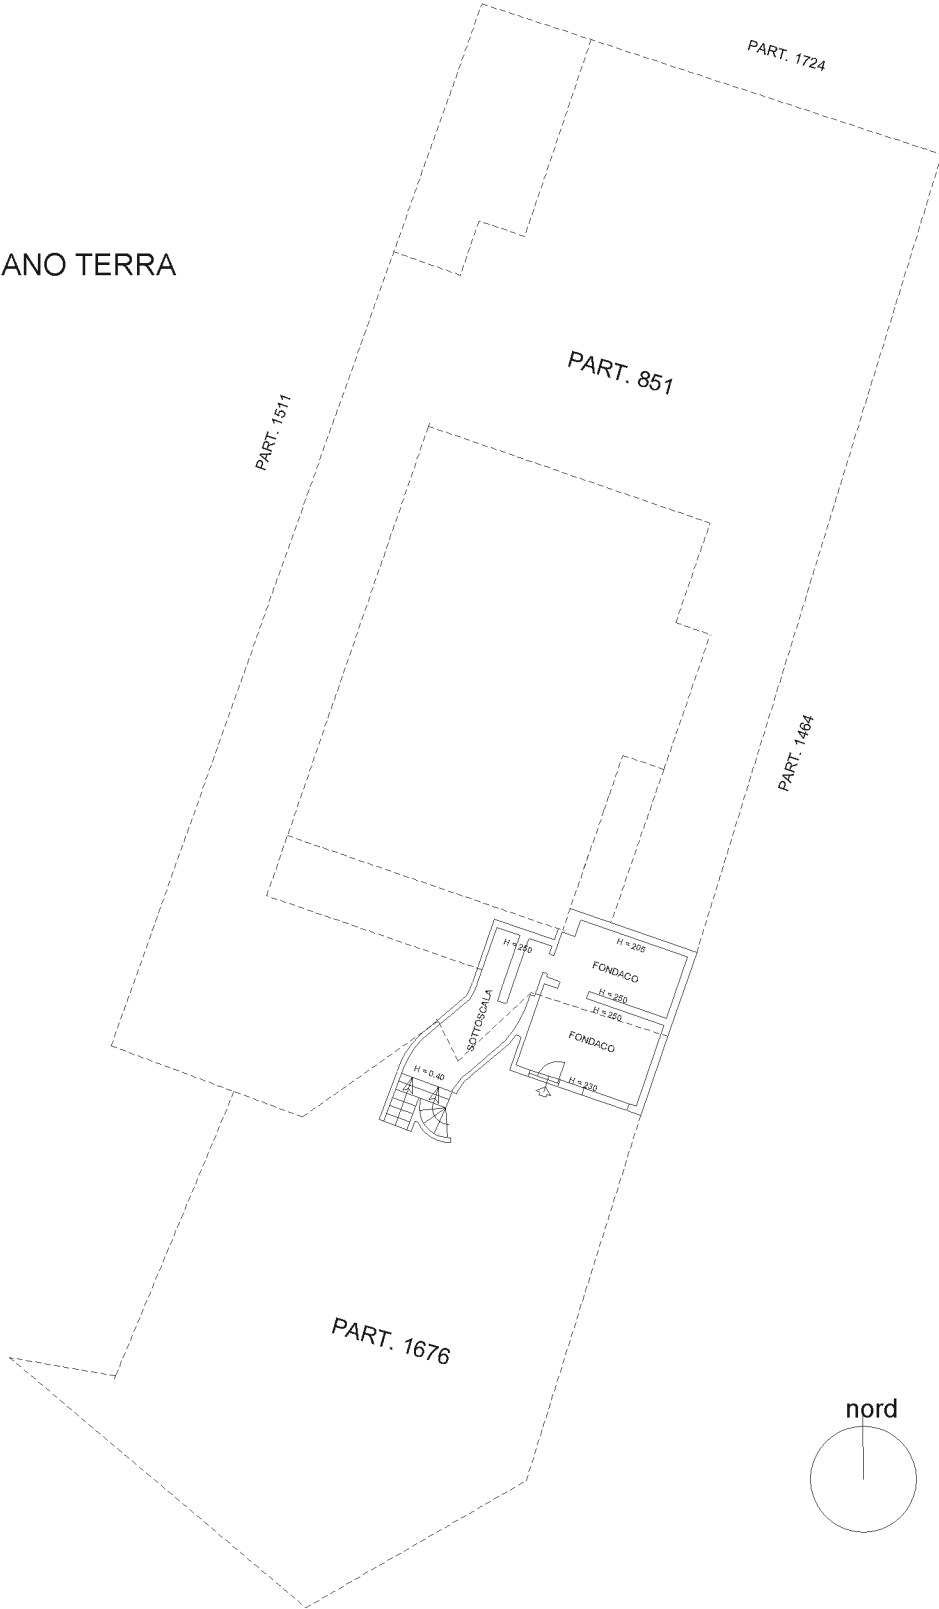 PART. 1724
ANO TERRA
PART. 851
PART. 1511
PART. 1464
H = 250
H = 205
FONDACO
H = 250
H = 250
SOTTOSCALA
FONDACO
H = 0,40
H = 230
PART. 1676
nord